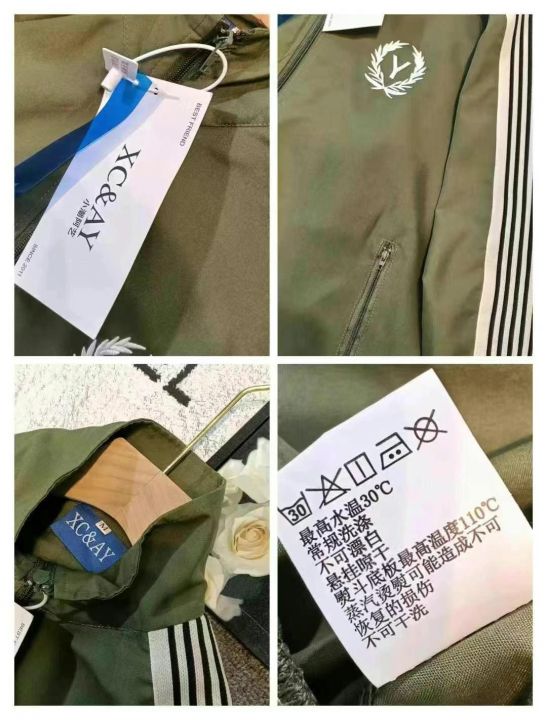 BEST FRIEND
XC&AY
小潮阿艺
SINCE 2011
XC&AY
30
最高水温30℃
常规洗涤
不可漂白
悬挂晾干
熨斗底板最高温度110℃
蒸汽熨烫可能造成不可
恢复的损伤
不可干洗